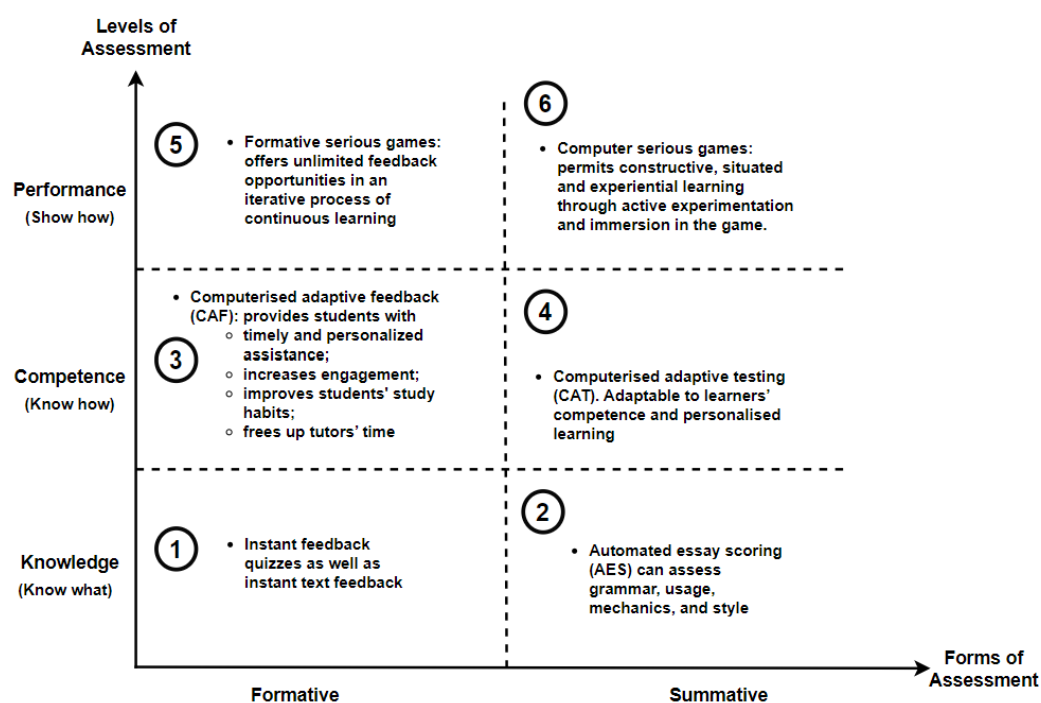 Levels of
Assessment
5
• Formative serious games:
offers unlimited feedback
opportunities in an
iterative process of
continuous learning
6
• Computer serious games:
permits constructive, situated
and experiential learning
through active experimentation
and immersion in the game.
Performance
(Show how)
3
• Computerised adaptive feedback
(CAF): provides students with
○ timely and personalized
assistance;
○ increases engagement;
○ improves students' study
habits;
○ frees up tutors’ time
4
• Computerised adaptive testing
(CAT). Adaptable to learners’
competence and personalised
learning
Competence
(Know how)
1
• Instant feedback
quizzes as well as
instant text feedback
2
• Automated essay scoring
(AES) can assess
grammar, usage,
mechanics, and style
Knowledge
(Know what)
Formative
Summative
Forms of
Assessment